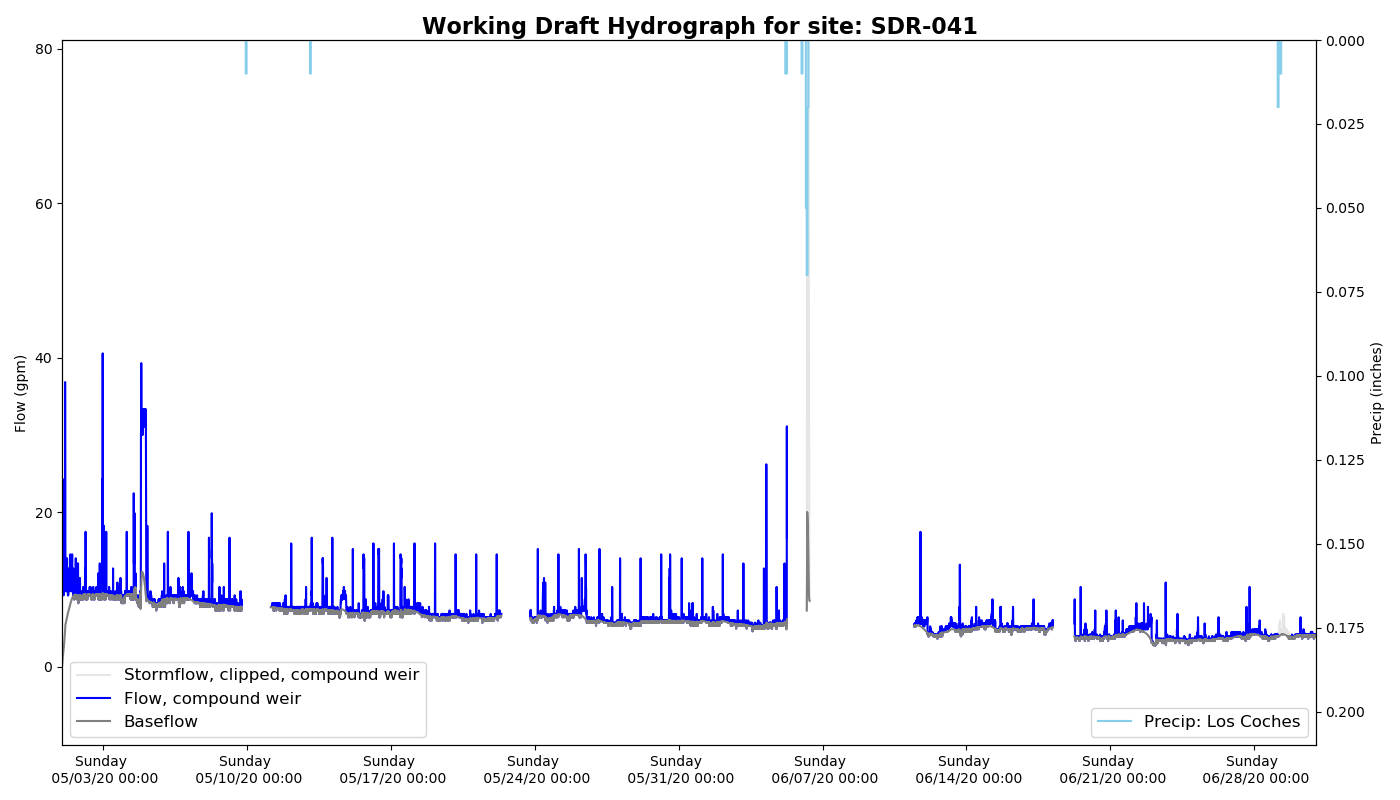 Working Draft Hydrograph for site: SDR-041
80
60
40
20
0
Flow (gpm)
0.000
0.025
0.050
0.075
0.100
0.125
0.150
0.175
0.200
Precip (inches)
Stormflow, clipped, compound weir
Flow, compound weir
Baseflow
Precip: Los Coches
Sunday
05/03/20 00:00
Sunday
05/10/20 00:00
Sunday
05/17/20 00:00
Sunday
05/24/20 00:00
Sunday
05/31/20 00:00
Sunday
06/07/20 00:00
Sunday
06/14/20 00:00
Sunday
06/21/20 00:00
Sunday
06/28/20 00:00